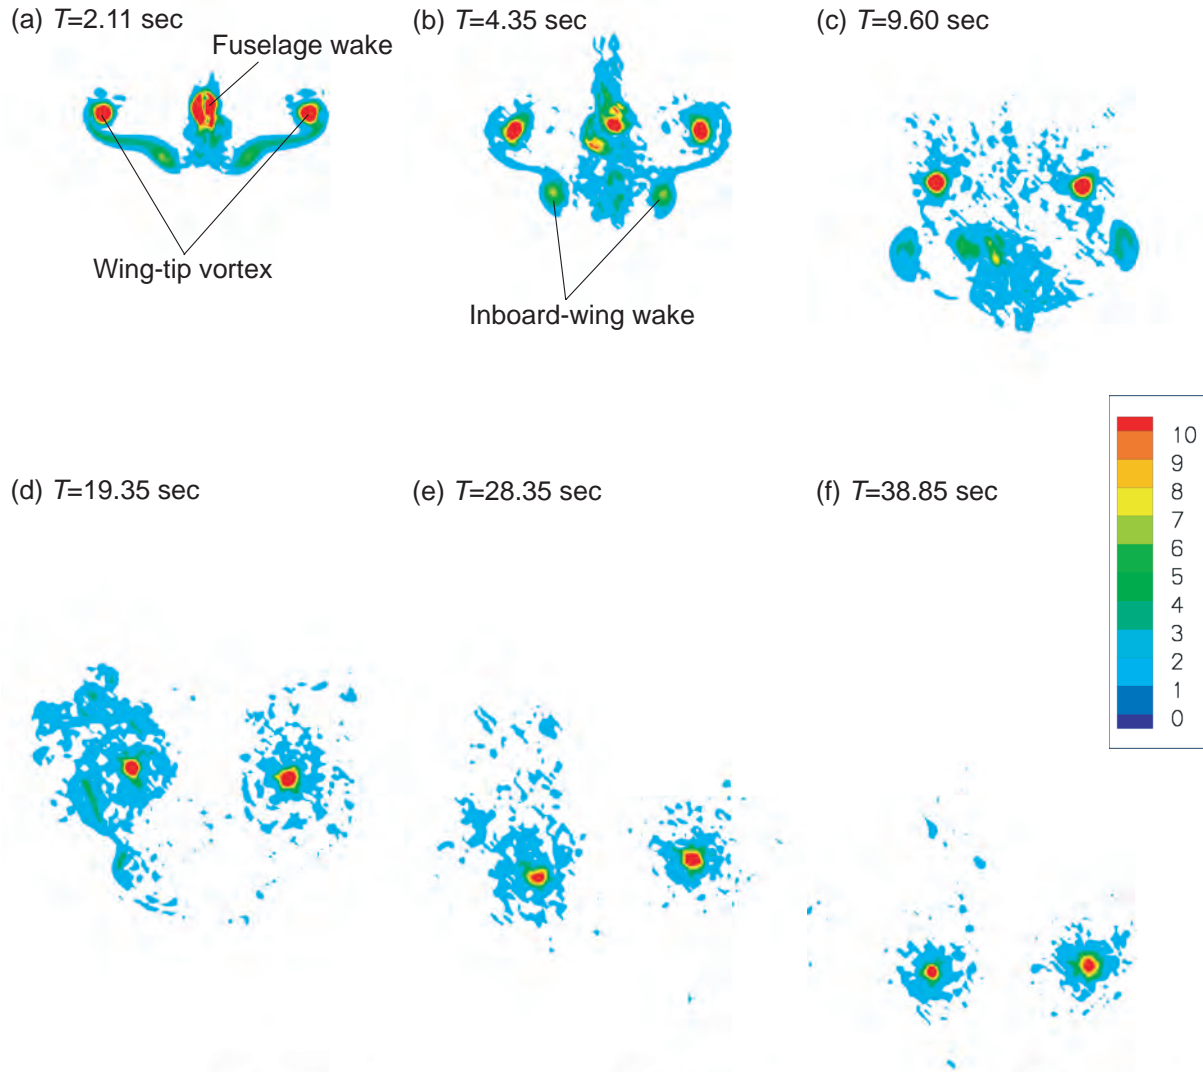 (a) T=2.11 sec
(b) T=4.35 sec
(c) T=9.60 sec
Fuselage wake
Wing-tip vortex
Inboard-wing wake
10
9
8
7
6
5
4
3
2
1
0
(d) T=19.35 sec
(e) T=28.35 sec
(f) T=38.85 sec